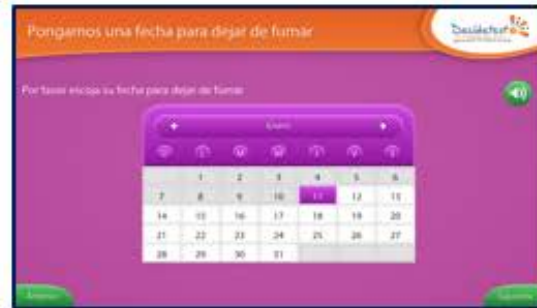 Pongamos una fecha para dejar de fumar
Decídetexto
Por favor escoja su fecha para dejar de fumar
Enero
1 2 3 4 5 6
7 8 9 10 11 12 13
14 15 16 17 18 19 20
21 22 23 24 25 26 27
28 29 30 31